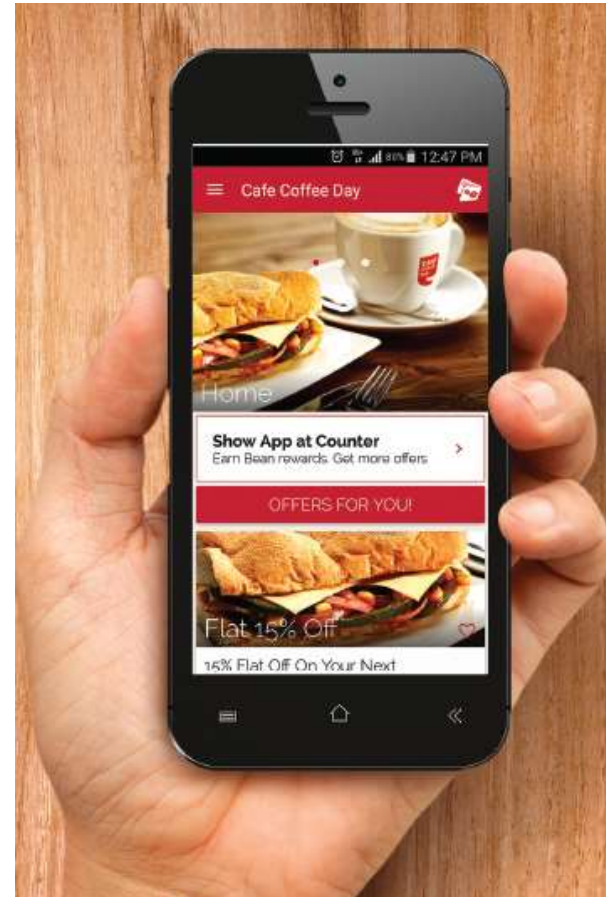 80% 12:47 PM
Cafe Coffee Day
Home
Show App at Counter
Earn Bean rewards. Get more offers
OFFERS FOR YOU!
Flat 15% Off
15% Flat Off On Your Next